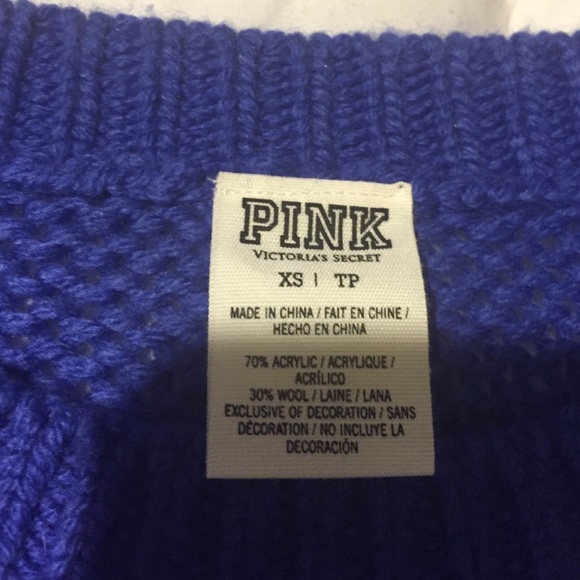 PINK
VICTORIA'S SECRET
XS | TP
MADE IN CHINA / FAIT EN CHINE /
HECHO EN CHINA
70% ACRYLIC / ACRYLIQUE /
ACRÍLICO
30% WOOL / LAINE / LANA
EXCLUSIVE OF DECORATION / SANS
DÉCORATION / NO INCLUYE LA
DECORACIÓN